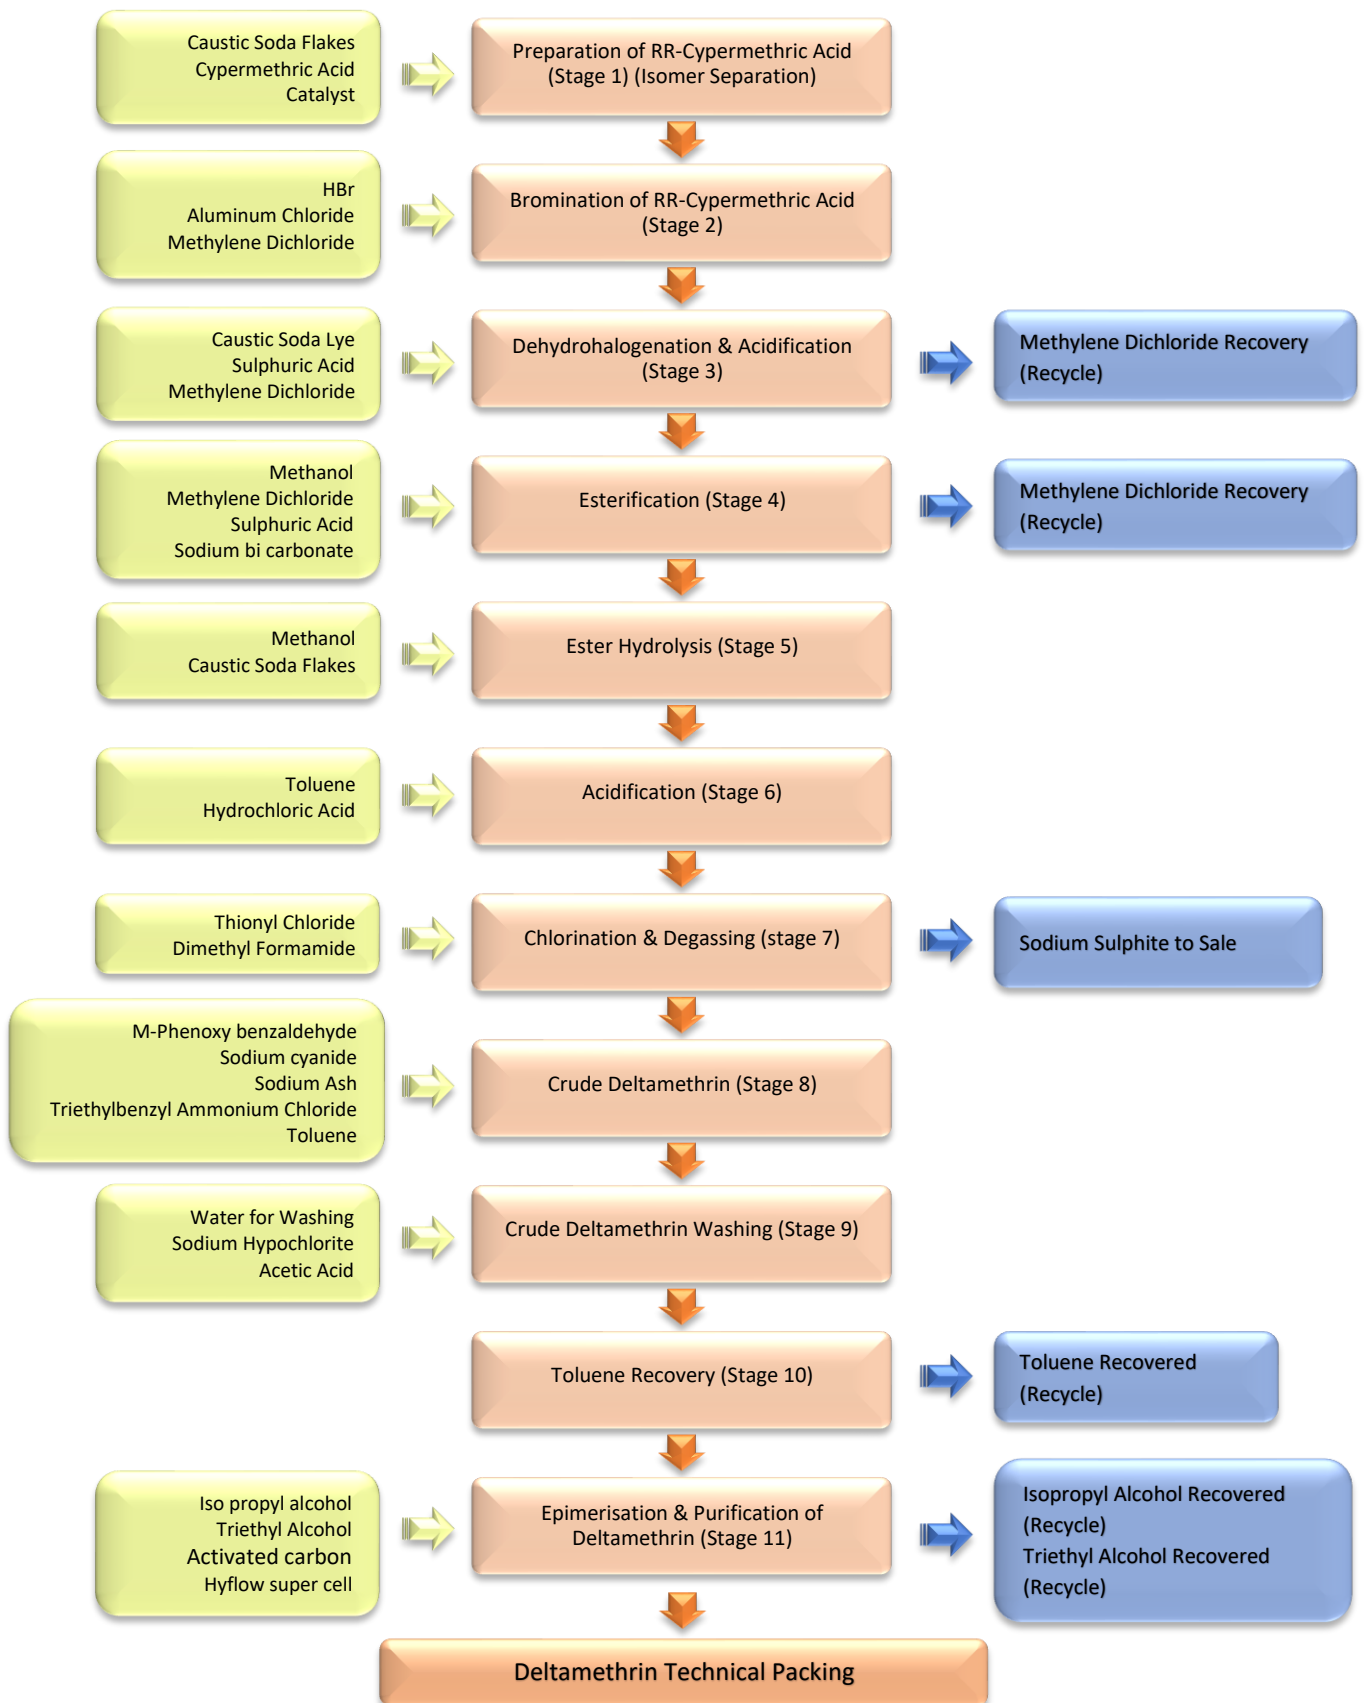 Caustic Soda Flakes
Cypermethric Acid
Catalyst
Preparation of RR-Cypermethric Acid
(Stage 1) (Isomer Separation)
HBr
Aluminum Chloride
Methylene Dichloride
Bromination of RR-Cypermethric Acid
(Stage 2)
Caustic Soda Lye
Sulphuric Acid
Methylene Dichloride
Dehydrohalogenation & Acidification
(Stage 3)
Methylene Dichloride Recovery
(Recycle)
Methanol
Methylene Dichloride
Sulphuric Acid
Sodium bi carbonate
Esterification (Stage 4)
Methylene Dichloride Recovery
(Recycle)
Methanol
Caustic Soda Flakes
Ester Hydrolysis (Stage 5)
Toluene
Hydrochloric Acid
Acidification (Stage 6)
Thionyl Chloride
Dimethyl Formamide
Chlorination & Degassing (stage 7)
Sodium Sulphite to Sale
M-Phenoxy benzaldehyde
Sodium cyanide
Sodium Ash
Triethylbenzyl Ammonium Chloride
Toluene
Crude Deltamethrin (Stage 8)
Water for Washing
Sodium Hypochlorite
Acetic Acid
Crude Deltamethrin Washing (Stage 9)
Toluene Recovery (Stage 10)
Toluene Recovered
(Recycle)
Iso propyl alcohol
Triethyl Alcohol
Activated carbon
Hyflow super cell
Epimerisation & Purification of
Deltamethrin (Stage 11)
Isopropyl Alcohol Recovered
(Recycle)
Triethyl Alcohol Recovered
(Recycle)
Deltamethrin Technical Packing